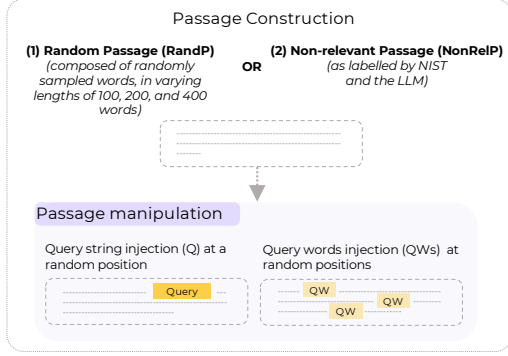 Passage Construction
(1) Random Passage (RandP)
(composed of randomly
sampled words, in varying
lengths of 100, 200, and 400
words)
OR
(2) Non-relevant Passage (NonRelP)
(as labelled by NIST
and the LLM)
Passage manipulation
Query string injection (Q) at a
random position
Query
Query words injection (QWs) at
random positions
QW
QW
QW